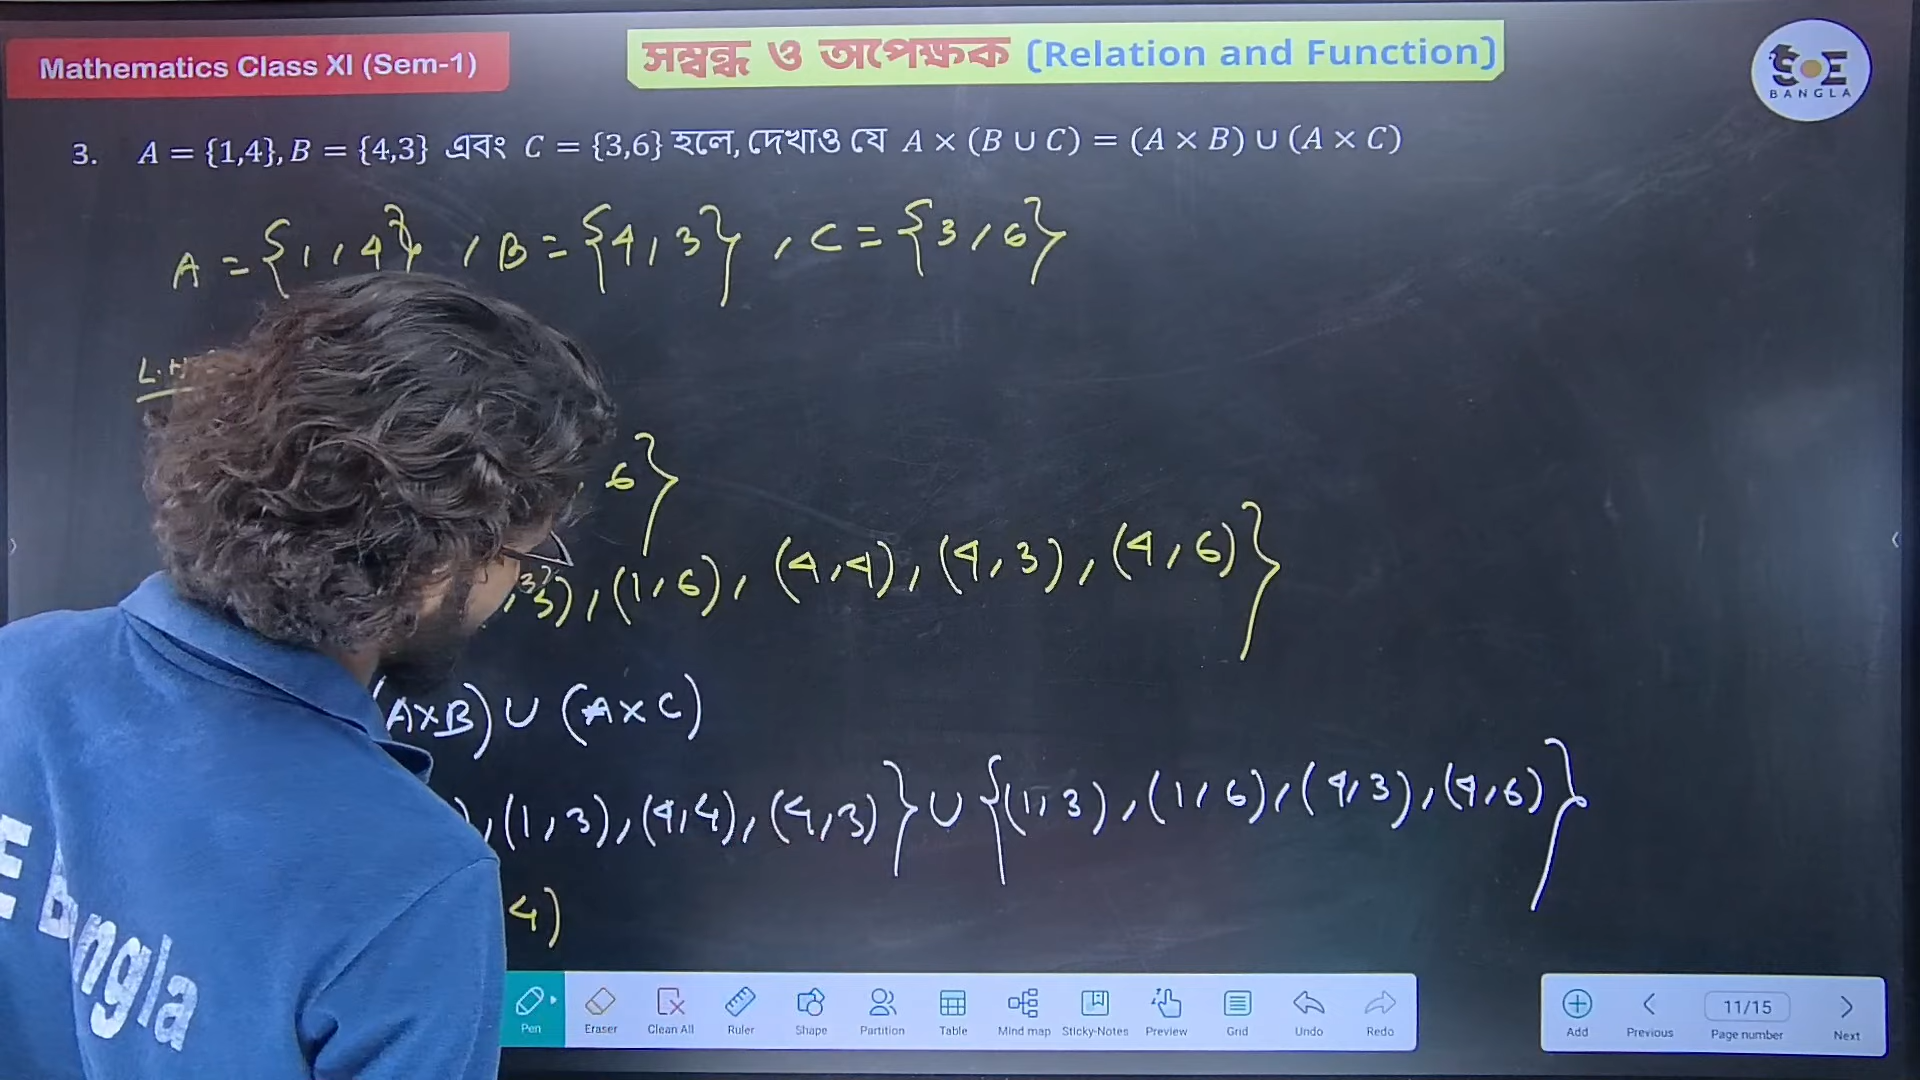 Mathematics Class XI (Sem-1)
সম্বন্ধ ও অপেক্ষক (Relation and Function)
BANGLA
3. A = {1,4}, B = {4,3} এবং C = {3,6} হলে, দেখাও যে A × (B ∪ C) = (A × B) ∪ (A × C)
A = {1, 4}, B = {4, 3}, C = {3, 6}
L.H
6}
3), (1, 6), (4, 4), (4, 3), (4, 6)}
(A×B) ∪ (A×C)
), (1, 3), (4, 4), (4, 3)} ∪ {(1, 3), (1, 6), (4, 3), (4, 6)}
4)
E Bangla
Pen Eraser Clean All Ruler Shape Partition Table Mind map Sticky-Notes Preview Grid Undo Redo
Add Previous 11/15 Page number Next